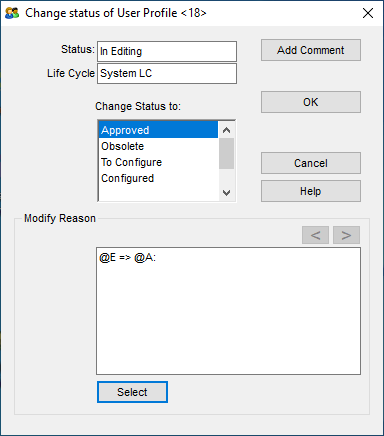 Change status of User Profile <18>
Status: In Editing
Add Comment
Life Cycle System LC
Change Status to:
OK
Approved
Obsolete
To Configure
Configured
Cancel
Help
Modify Reason
< >
@E => @A:
Select